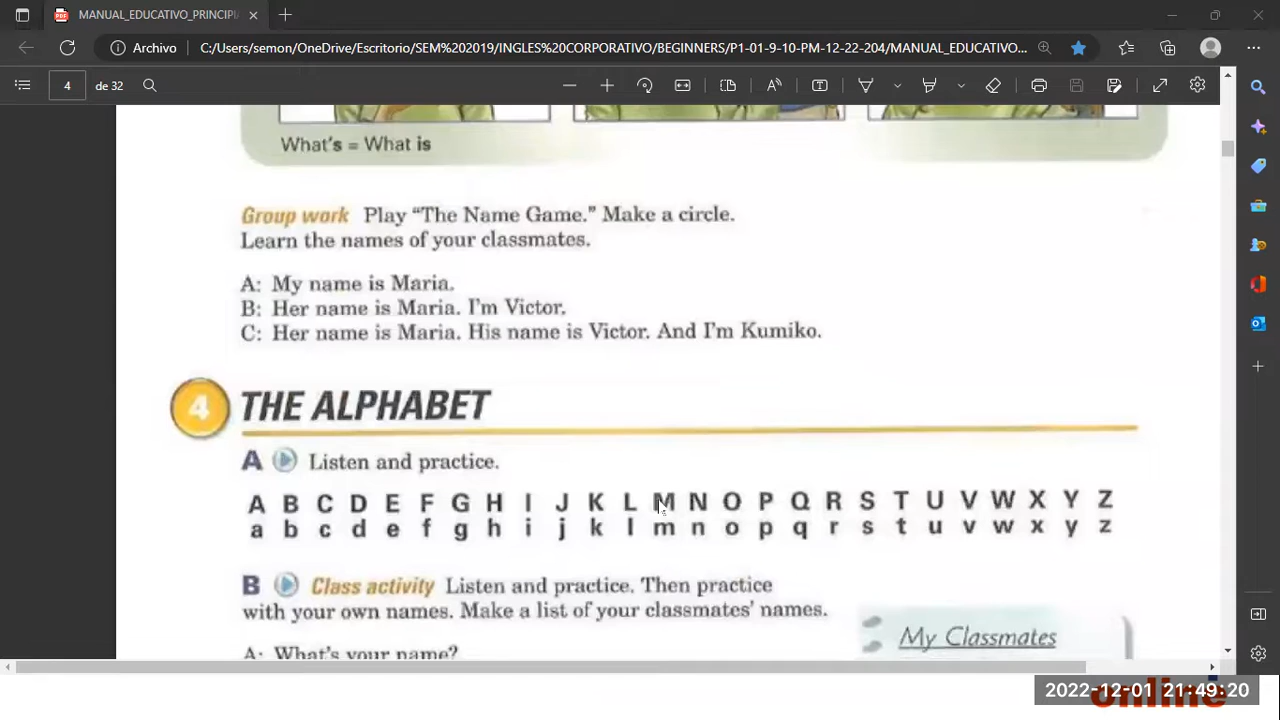 MANUAL_EDUCATIVO_PRINCIPI
Archivo C:/Users/semon/OneDrive/Escritorio/SEM%202019/INGLES%20CORPORATIVO/BEGINNERS/P1-01-9-10-PM-12-22-204/MANUAL_EDUCATIVO...
4 de 32
What's = What is
Group work Play "The Name Game." Make a circle.
Learn the names of your classmates.
A: My name is Maria.
B: Her name is Maria. I'm Victor.
C: Her name is Maria. His name is Victor. And I'm Kumiko.
4 THE ALPHABET
A Listen and practice.
A B C D E F G H I J K L M N O P Q R S T U V W X Y Z
a b c d e f g h i j k l m n o p q r s t u v w x y z
B Class activity Listen and practice. Then practice
with your own names. Make a list of your classmates' names.
My Classmates
A: What's your name?
2022-12-01 21:49:20
online